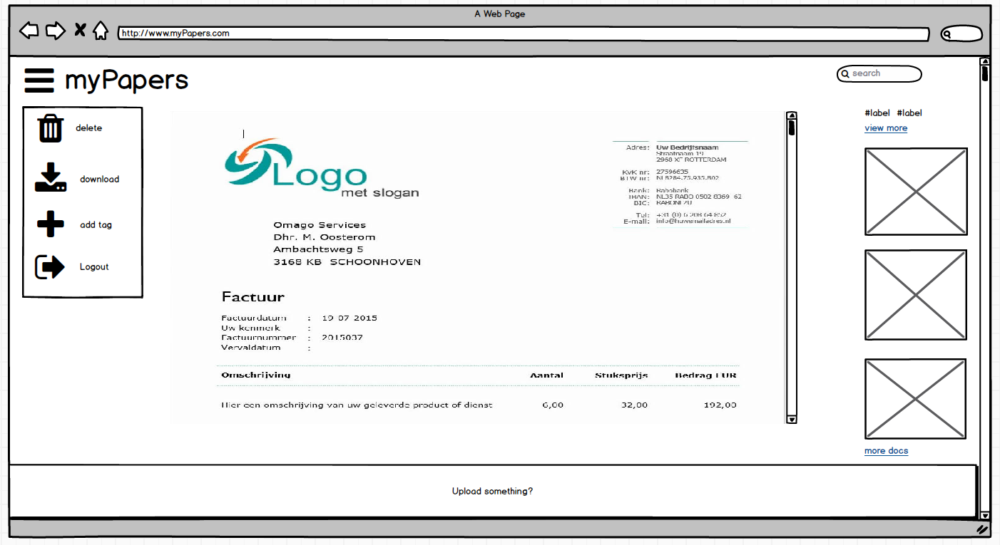 A Web Page
http://www.myPapers.com
myPapers
search
delete
download
add tag
Logout
Logo
met slogan
Adres: Uw Bedrijfsnaam
Straatnaam 19
2968 XT ROTTERDAM
KvK nr: 27596635
BTW nr: NL8284.75.935.B02
Bank: Rabobank
IBAN: NL35 RABO 0502 8369 62
BIC: RABONL2U
Tel: +31 (0) 6 208 64 852
E-mail: info@huwemailadres.nl
Omago Services
Dhr. M. Oosterom
Ambachtsweg 5
3168 KB SCHOONHOVEN
Factuur
Factuurdatum : 19-07-2015
Uw kenmerk :
Factuurnummer : 2015037
Vervaldatum :
Omschrijving Aantal Stuksprijs Bedrag EUR
Hier een omschrijving van uw geleverde product of dienst 6,00 32,00 192,00
#label #label
view more
more docs
Upload something?